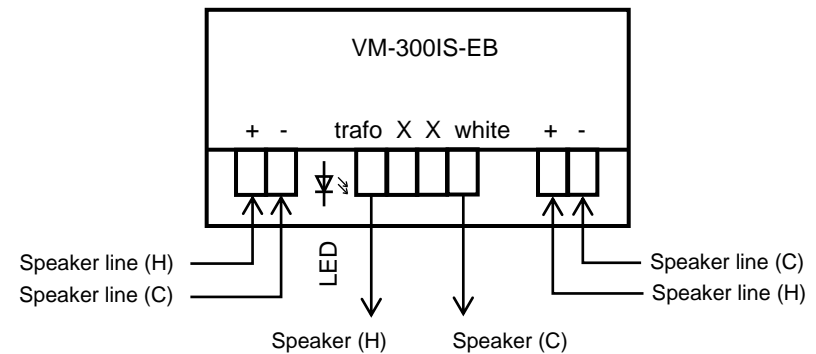 VM-300IS-EB
+ - trafo X X white + -
LED
Speaker line (H)
Speaker line (C)
Speaker line (C)
Speaker line (H)
Speaker (H) Speaker (C)